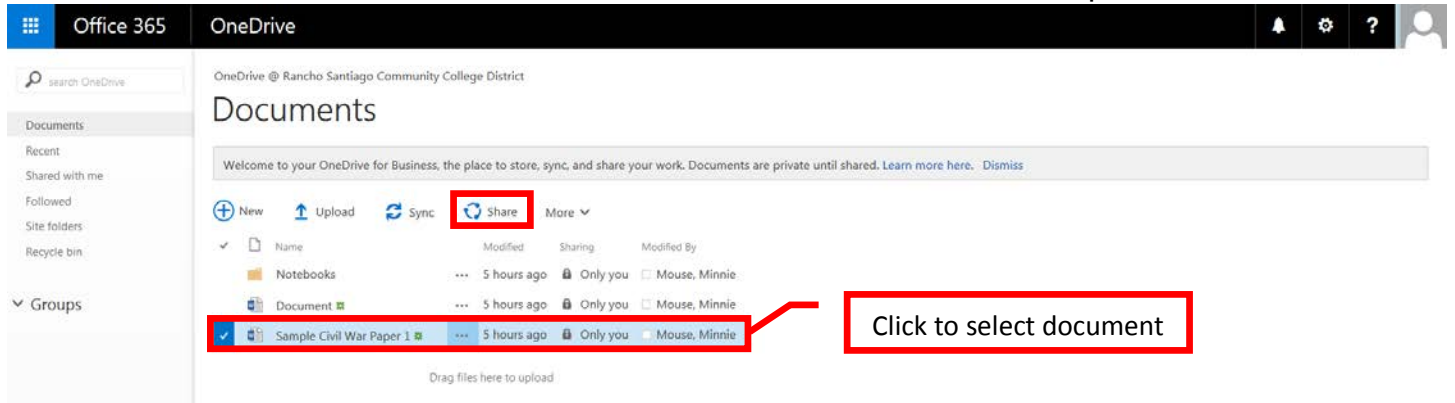 Office 365 OneDrive ?
search OneDrive
OneDrive @ Rancho Santiago Community College District
Documents
Documents
Recent
Shared with me
Followed
Site folders
Recycle bin
Groups
Welcome to your OneDrive for Business, the place to store, sync, and share your work. Documents are private until shared. Learn more here. Dismiss
New Upload Sync Share More
Name Modified Sharing Modified By
Notebooks ... 5 hours ago Only you Mouse, Minnie
Document ... 5 hours ago Only you Mouse, Minnie
Sample Civil War Paper 1 ... 5 hours ago Only you Mouse, Minnie
Click to select document
Drag files here to upload